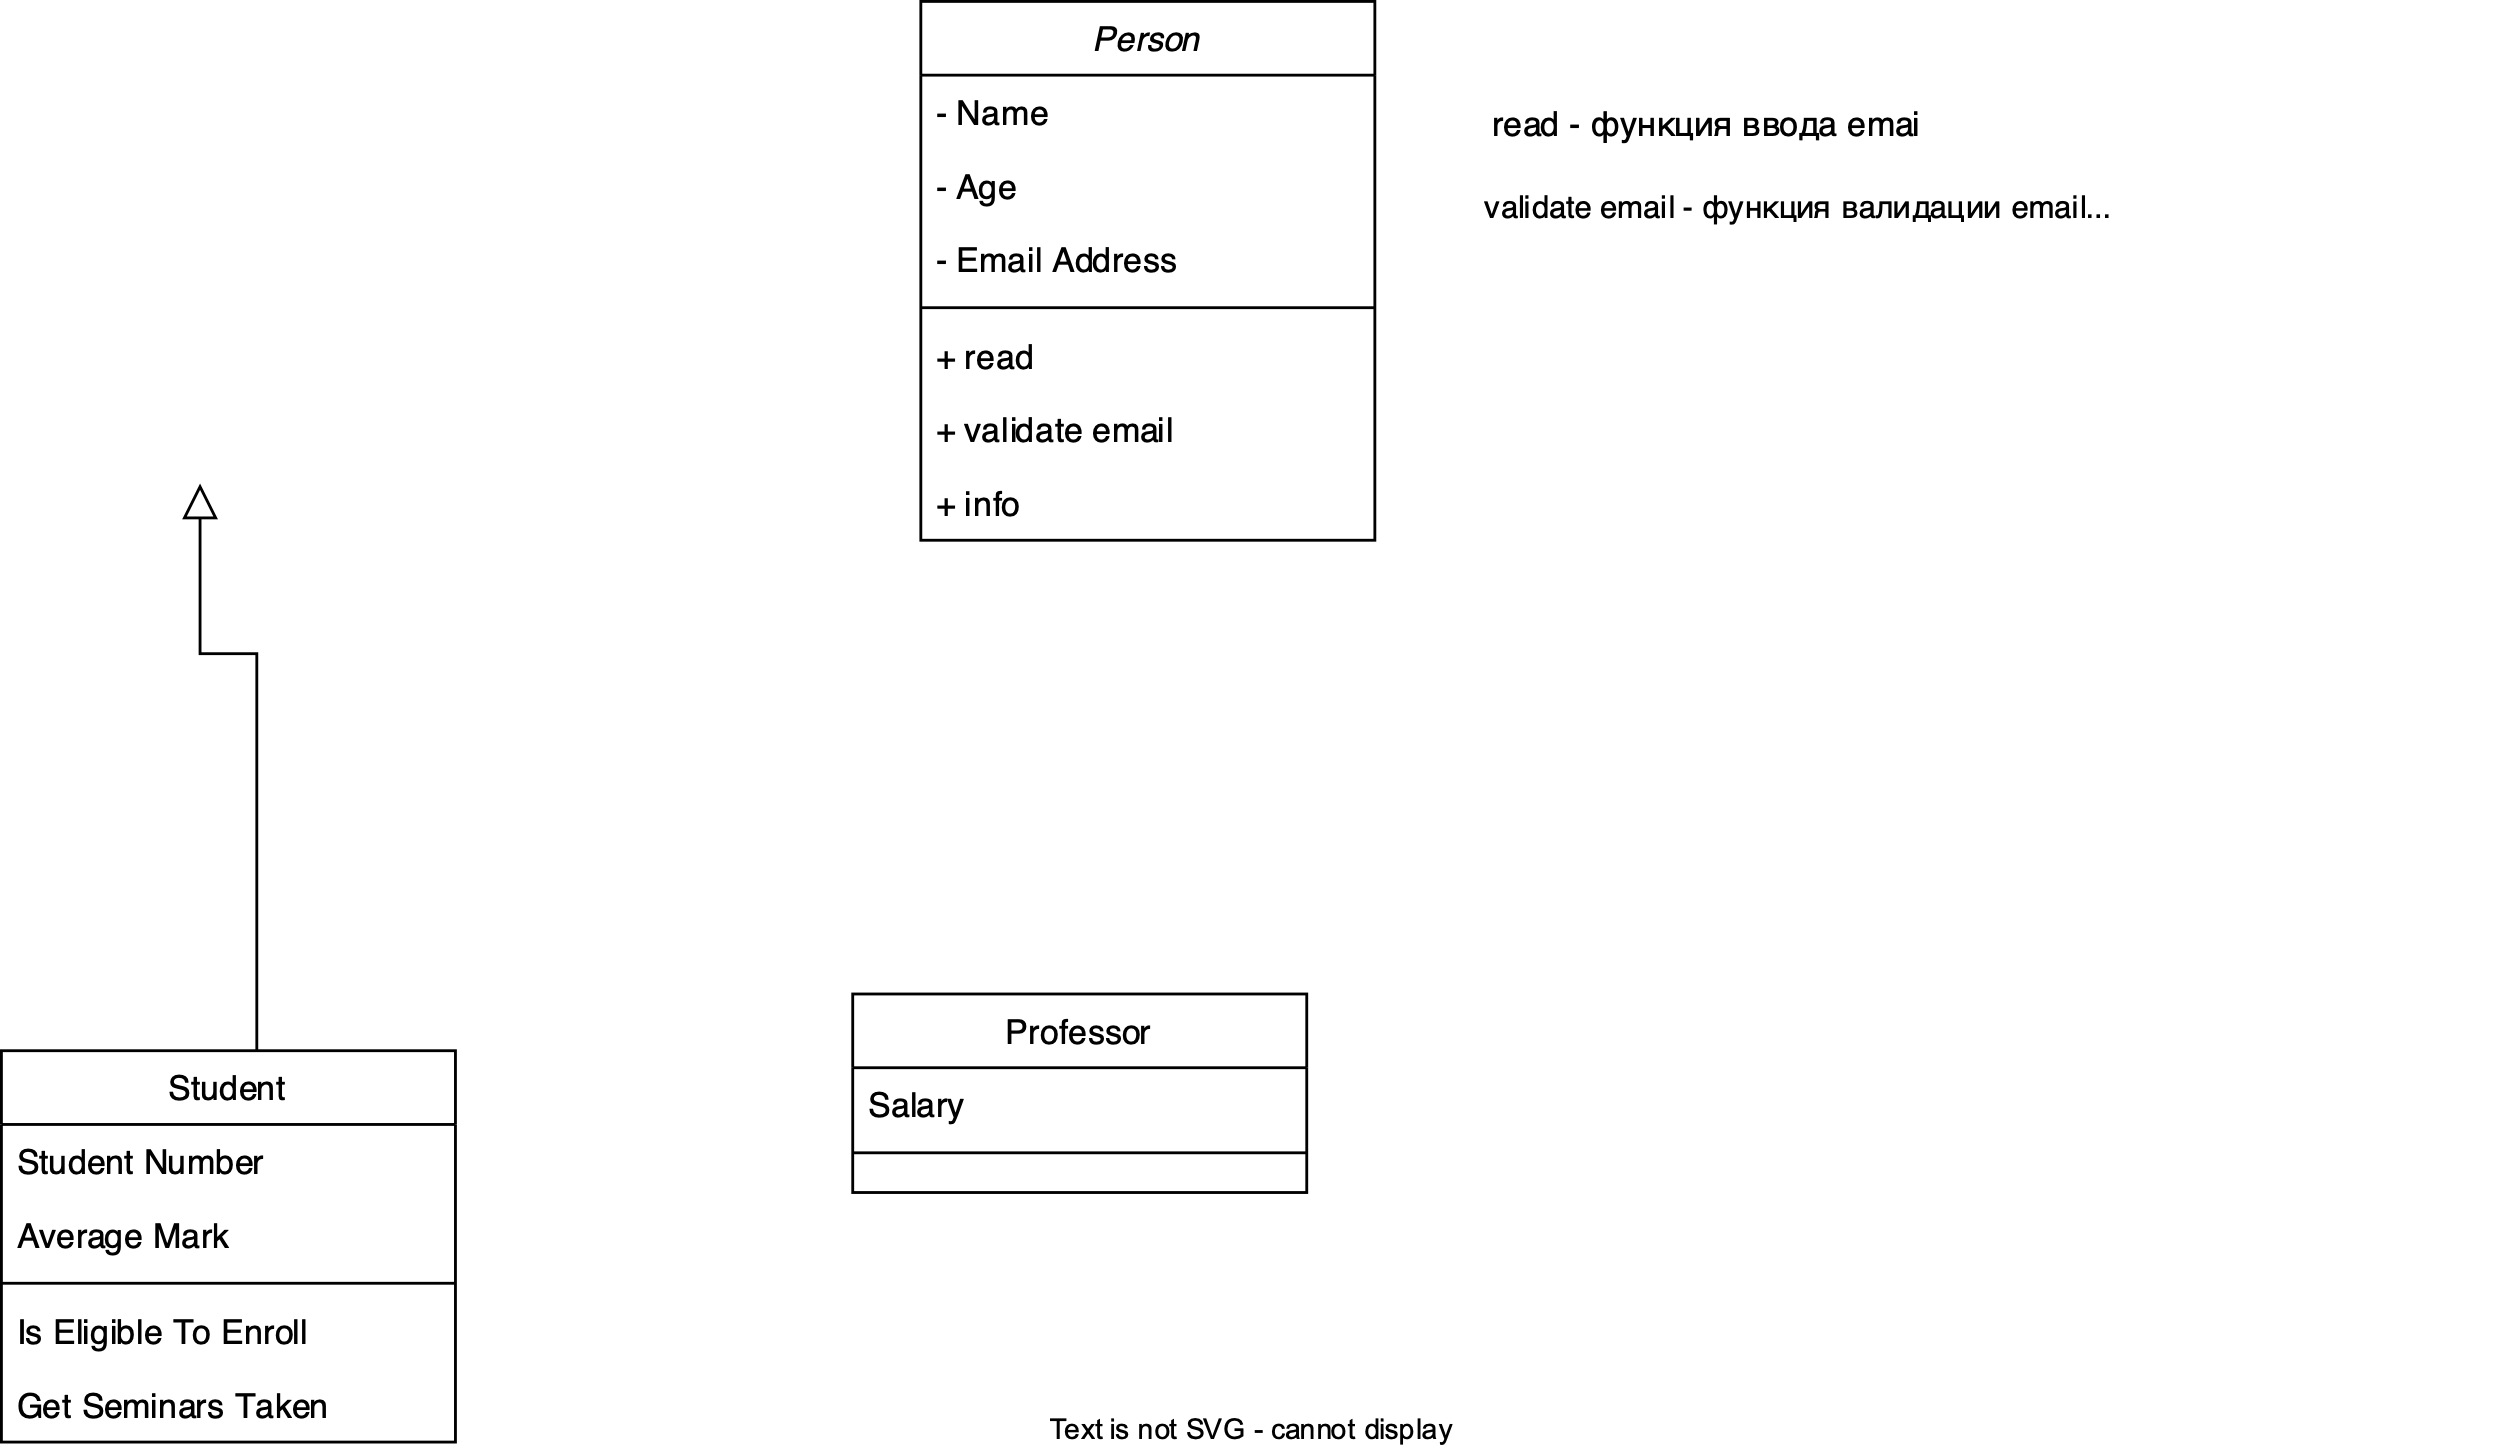 Person
- Name
- Age
- Email Address
+ read
+ validate email
+ info
read - функция ввода emai
validate email - функция валидации email...
Student
Student Number
Average Mark
Is Eligible To Enroll
Get Seminars Taken
Professor
Salary
Text is not SVG - cannot display